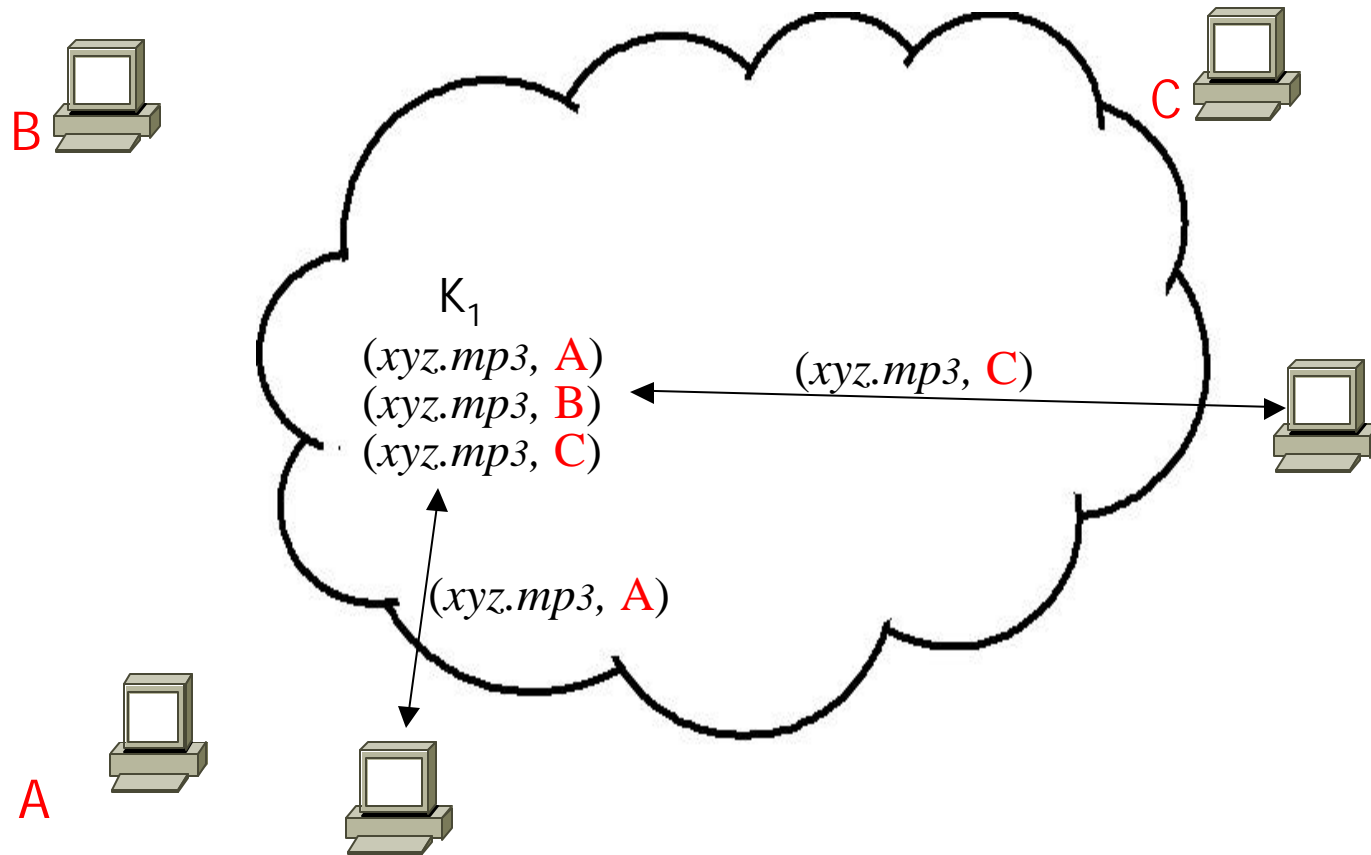 B
C
K₁
(xyz.mp3, A)
(xyz.mp3, B)
(xyz.mp3, C)
(xyz.mp3, C)
(xyz.mp3, A)
A